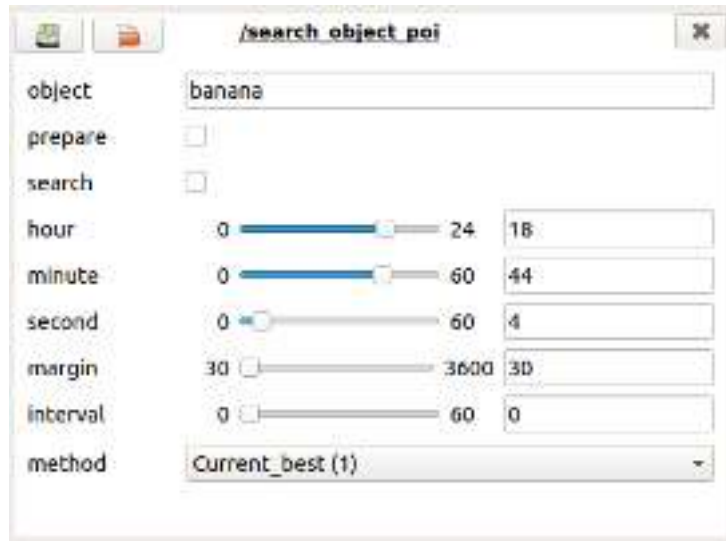 /search_object_poi
object banana
prepare
search
hour 0 24 18
minute 0 60 44
second 0 60 4
margin 30 3600 30
interval 0 60 0
method Current_best (1)